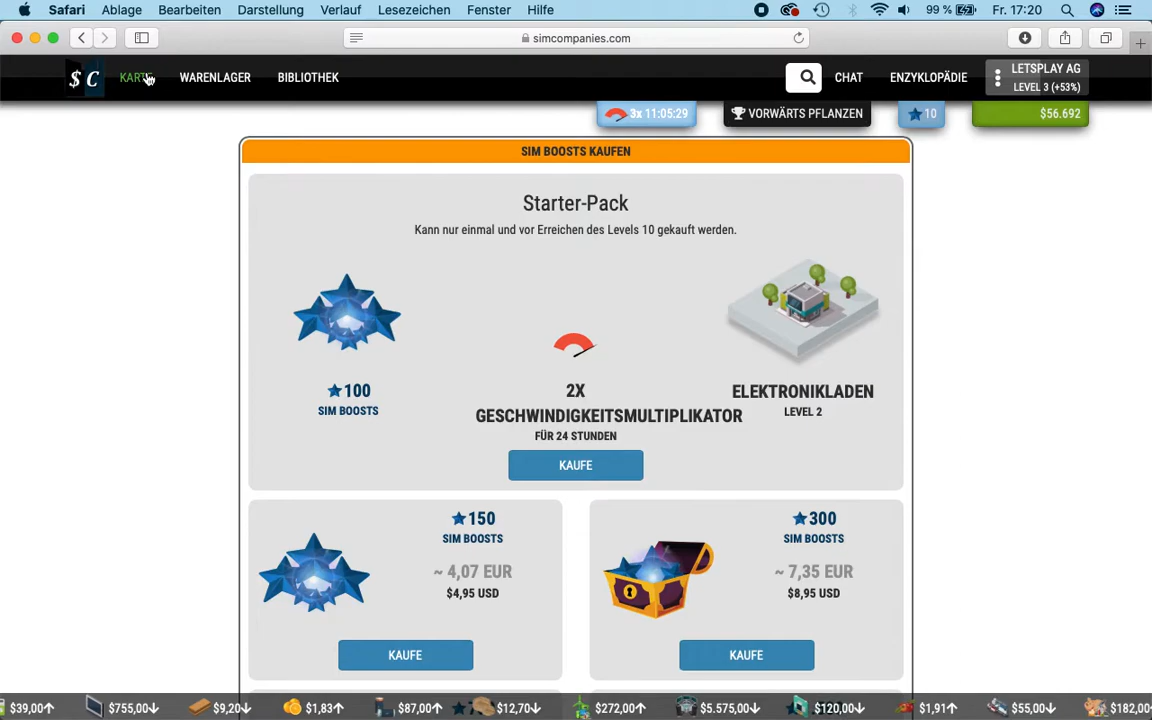 Safari Ablage Bearbeiten Darstellung Verlauf Lesezeichen Fenster Hilfe 99 % Fr. 17:20
simcompanies.com
$C WARENLAGER BIBLIOTHEK CHAT ENZYKLOPÄDIE LETSPLAY AG
LEVEL 3 (+53%)
3x 11:05:29 VORWÄRTS PFLANZEN 10 $56.692
SIM BOOSTS KAUFEN
Starter-Pack
Kann nur einmal und vor Erreichen des Levels 10 gekauft werden.
100
SIM BOOSTS
2X
GESCHWINDIGKEITSMULTIPLIKATOR
FÜR 24 STUNDEN
ELEKTRONIKLADEN
LEVEL 2
KAUFE
150
SIM BOOSTS
~ 4,07 EUR
$4,95 USD
KAUFE
300
SIM BOOSTS
~ 7,35 EUR
$8,95 USD
KAUFE
$39,00↑ $755,00↓ $9,20↓ $1,83↑ $87,00↑ $12,70↓ $272,00↑ $5.575,00↓ $120,00↓ $1,91↑ $55,00↓ $182,00